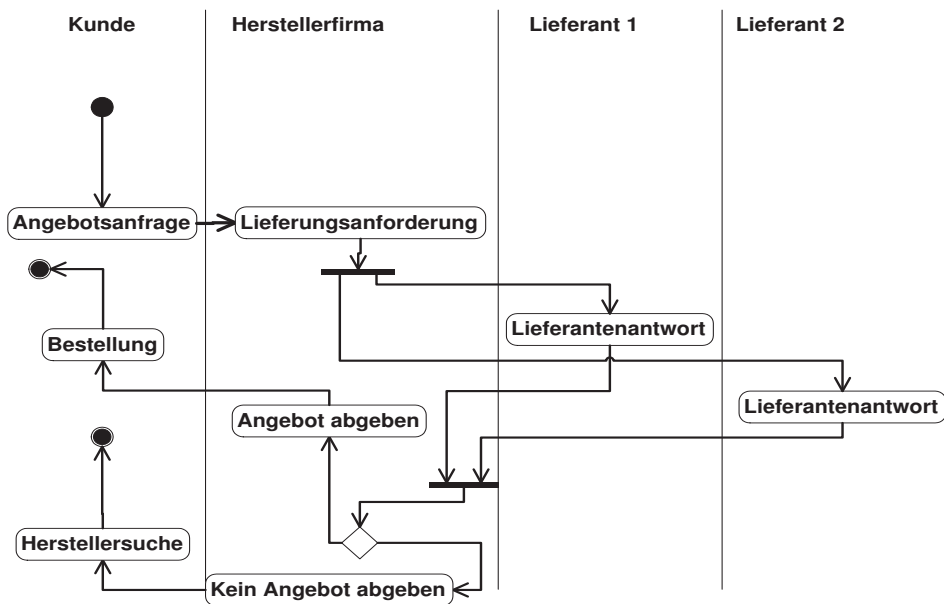 Kunde
Herstellerfirma
Lieferant 1
Lieferant 2
Angebotsanfrage
Lieferungsanforderung
Lieferantenantwort
Bestellung
Lieferantenantwort
Angebot abgeben
Herstellersuche
Kein Angebot abgeben